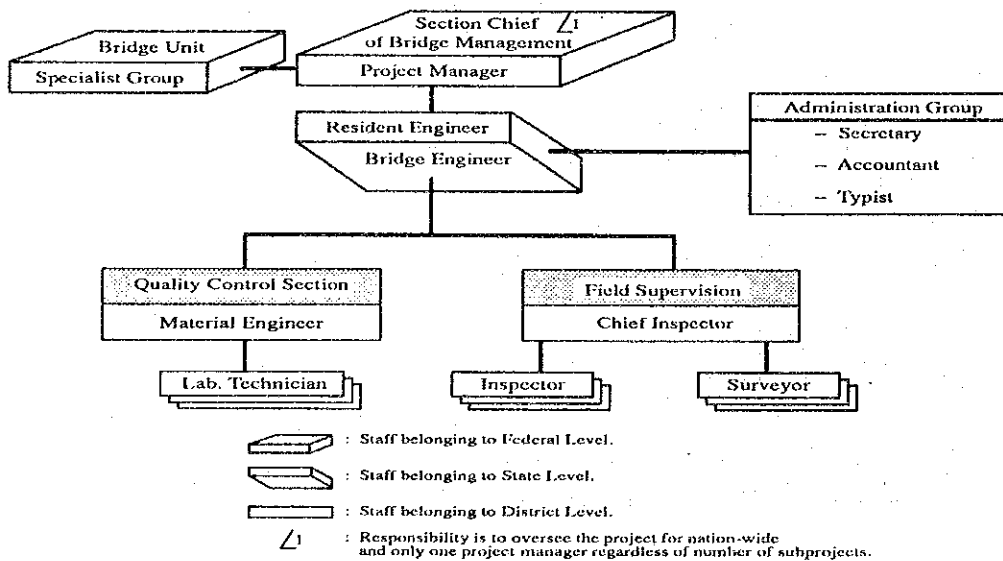 Section Chief ∠1
of Bridge Management
Project Manager
Bridge Unit
Specialist Group
Resident Engineer
Bridge Engineer
Administration Group
– Secretary
– Accountant
– Typist
Quality Control Section
Material Engineer
Field Supervision
Chief Inspector
Lab. Technician
Inspector
Surveyor
: Staff belonging to Federal Level.
: Staff belonging to State Level.
: Staff belonging to District Level.
∠1 : Responsibility is to oversee the project for nation-wide
and only one project manager regardless of number of subprojects.